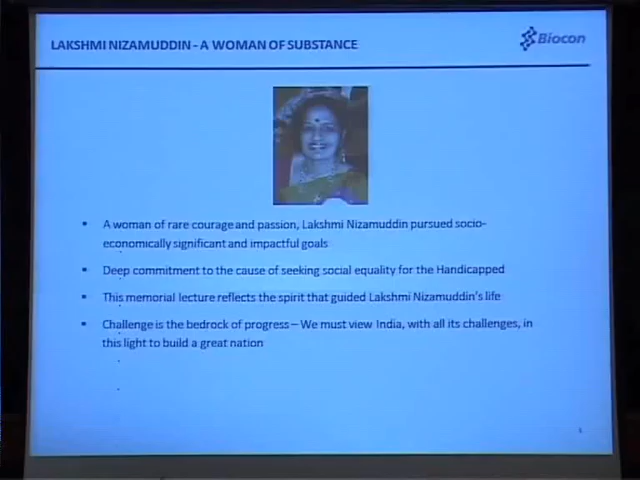 LAKSHMI NIZAMUDDIN - A WOMAN OF SUBSTANCE
Biocon
A woman of rare courage and passion, Lakshmi Nizamuddin pursued socio-
economically significant and impactful goals
Deep commitment to the cause of seeking social equality for the Handicapped
This memorial lecture reflects the spirit that guided Lakshmi Nizamuddin's life
Challenge is the bedrock of progress – We must view India, with all its challenges, in
this light to build a great nation